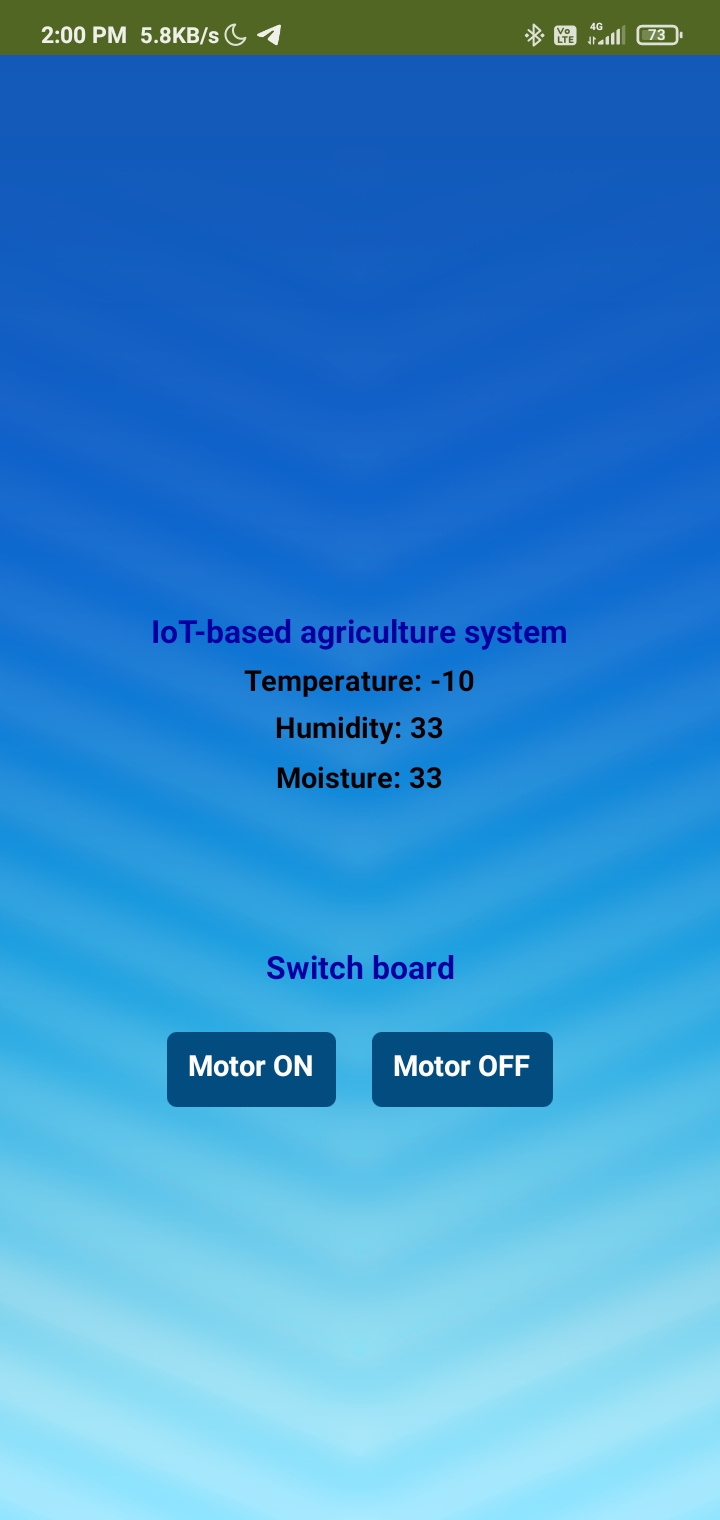 2:00 PM 5.8KB/s Vo LTE 4G 73
IoT-based agriculture system
Temperature: -10
Humidity: 33
Moisture: 33
Switch board
Motor ON Motor OFF